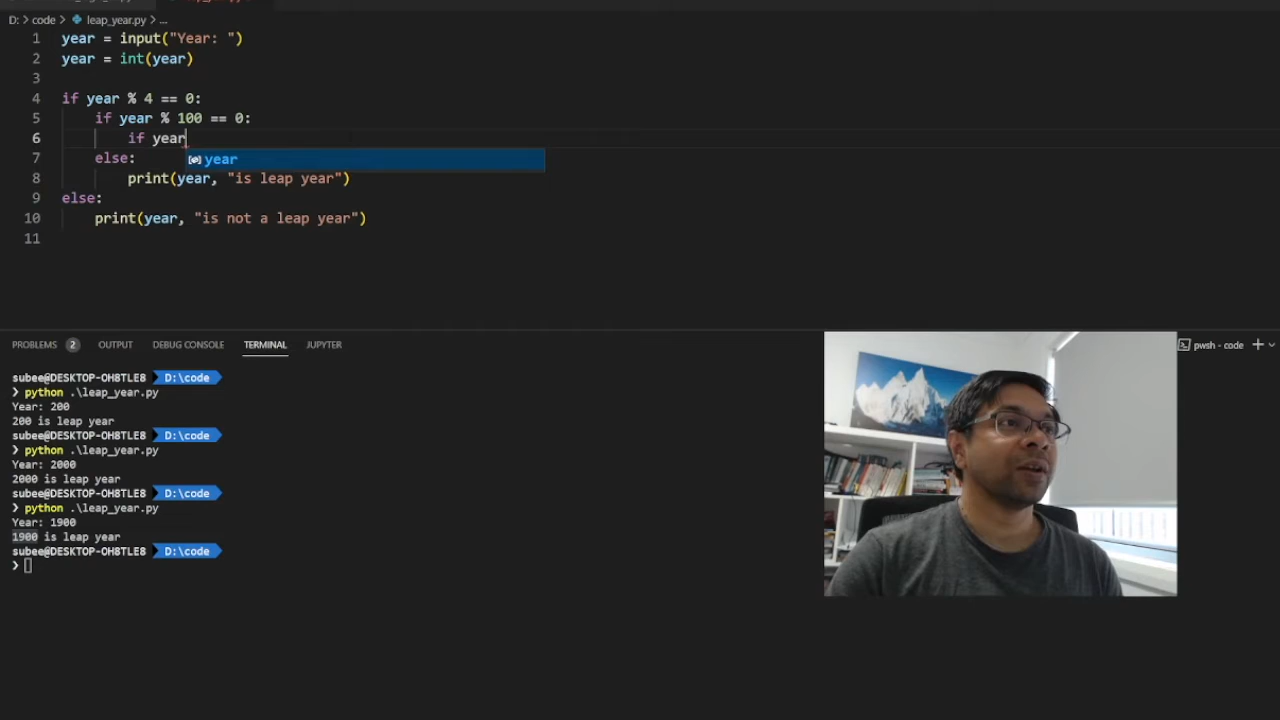 D: > code > leap_year.py > ...
1 year = input("Year: ")
2 year = int(year)
3
4 if year % 4 == 0:
5 if year % 100 == 0:
6 if year
year
7 else:
8 print(year, "is leap year")
9 else:
10 print(year, "is not a leap year")
11
PROBLEMS 2 OUTPUT DEBUG CONSOLE TERMINAL JUPYTER pwsh - code
subee@DESKTOP-OH8TLE8 D:\code
❯ python .\leap_year.py
Year: 200
200 is leap year
subee@DESKTOP-OH8TLE8 D:\code
❯ python .\leap_year.py
Year: 2000
2000 is leap year
subee@DESKTOP-OH8TLE8 D:\code
❯ python .\leap_year.py
Year: 1900
1900 is leap year
subee@DESKTOP-OH8TLE8 D:\code
❯